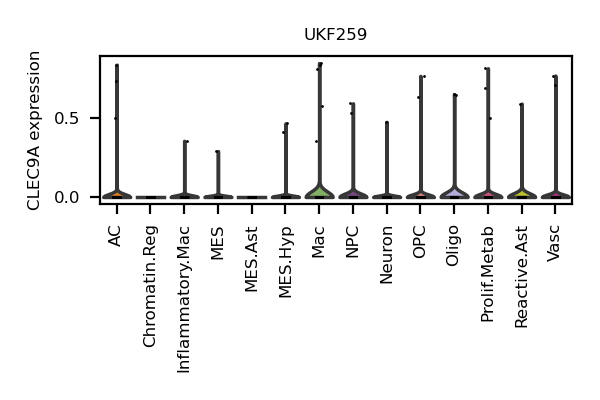 UKF259
CLEC9A expression
0.5
0.0
AC
Chromatin.Reg
Inflammatory.Mac
MES
MES.Ast
MES.Hyp
Mac
NPC
Neuron
OPC
Oligo
Prolif.Metab
Reactive.Ast
Vasc